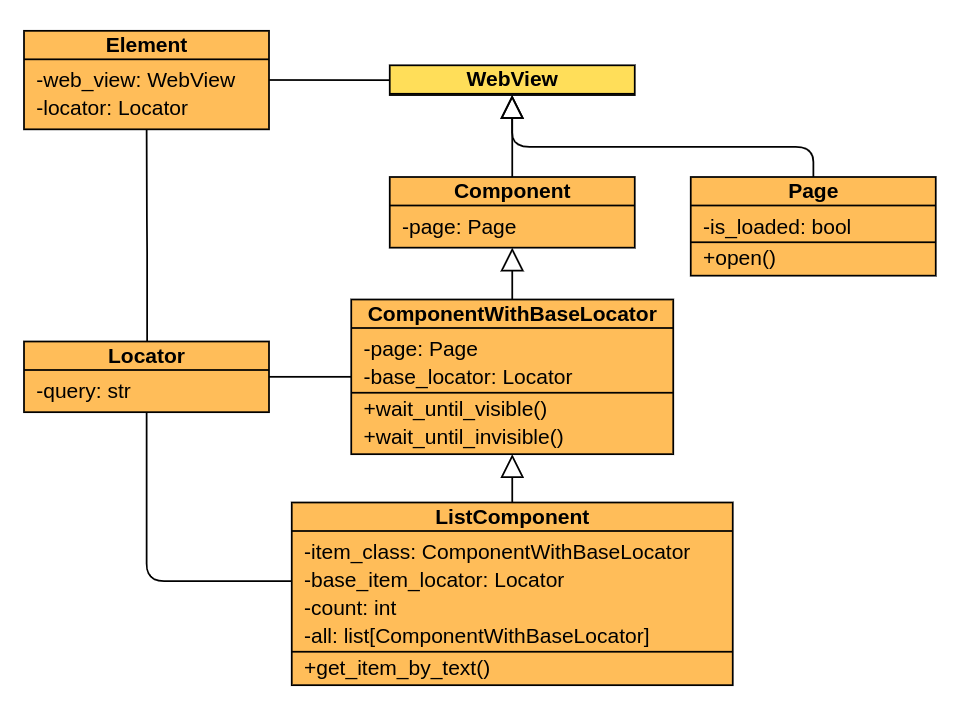 Element
-web_view: WebView
-locator: Locator
WebView
Component
-page: Page
Page
-is_loaded: bool
+open()
ComponentWithBaseLocator
-page: Page
-base_locator: Locator
+wait_until_visible()
+wait_until_invisible()
Locator
-query: str
ListComponent
-item_class: ComponentWithBaseLocator
-base_item_locator: Locator
-count: int
-all: list[ComponentWithBaseLocator]
+get_item_by_text()